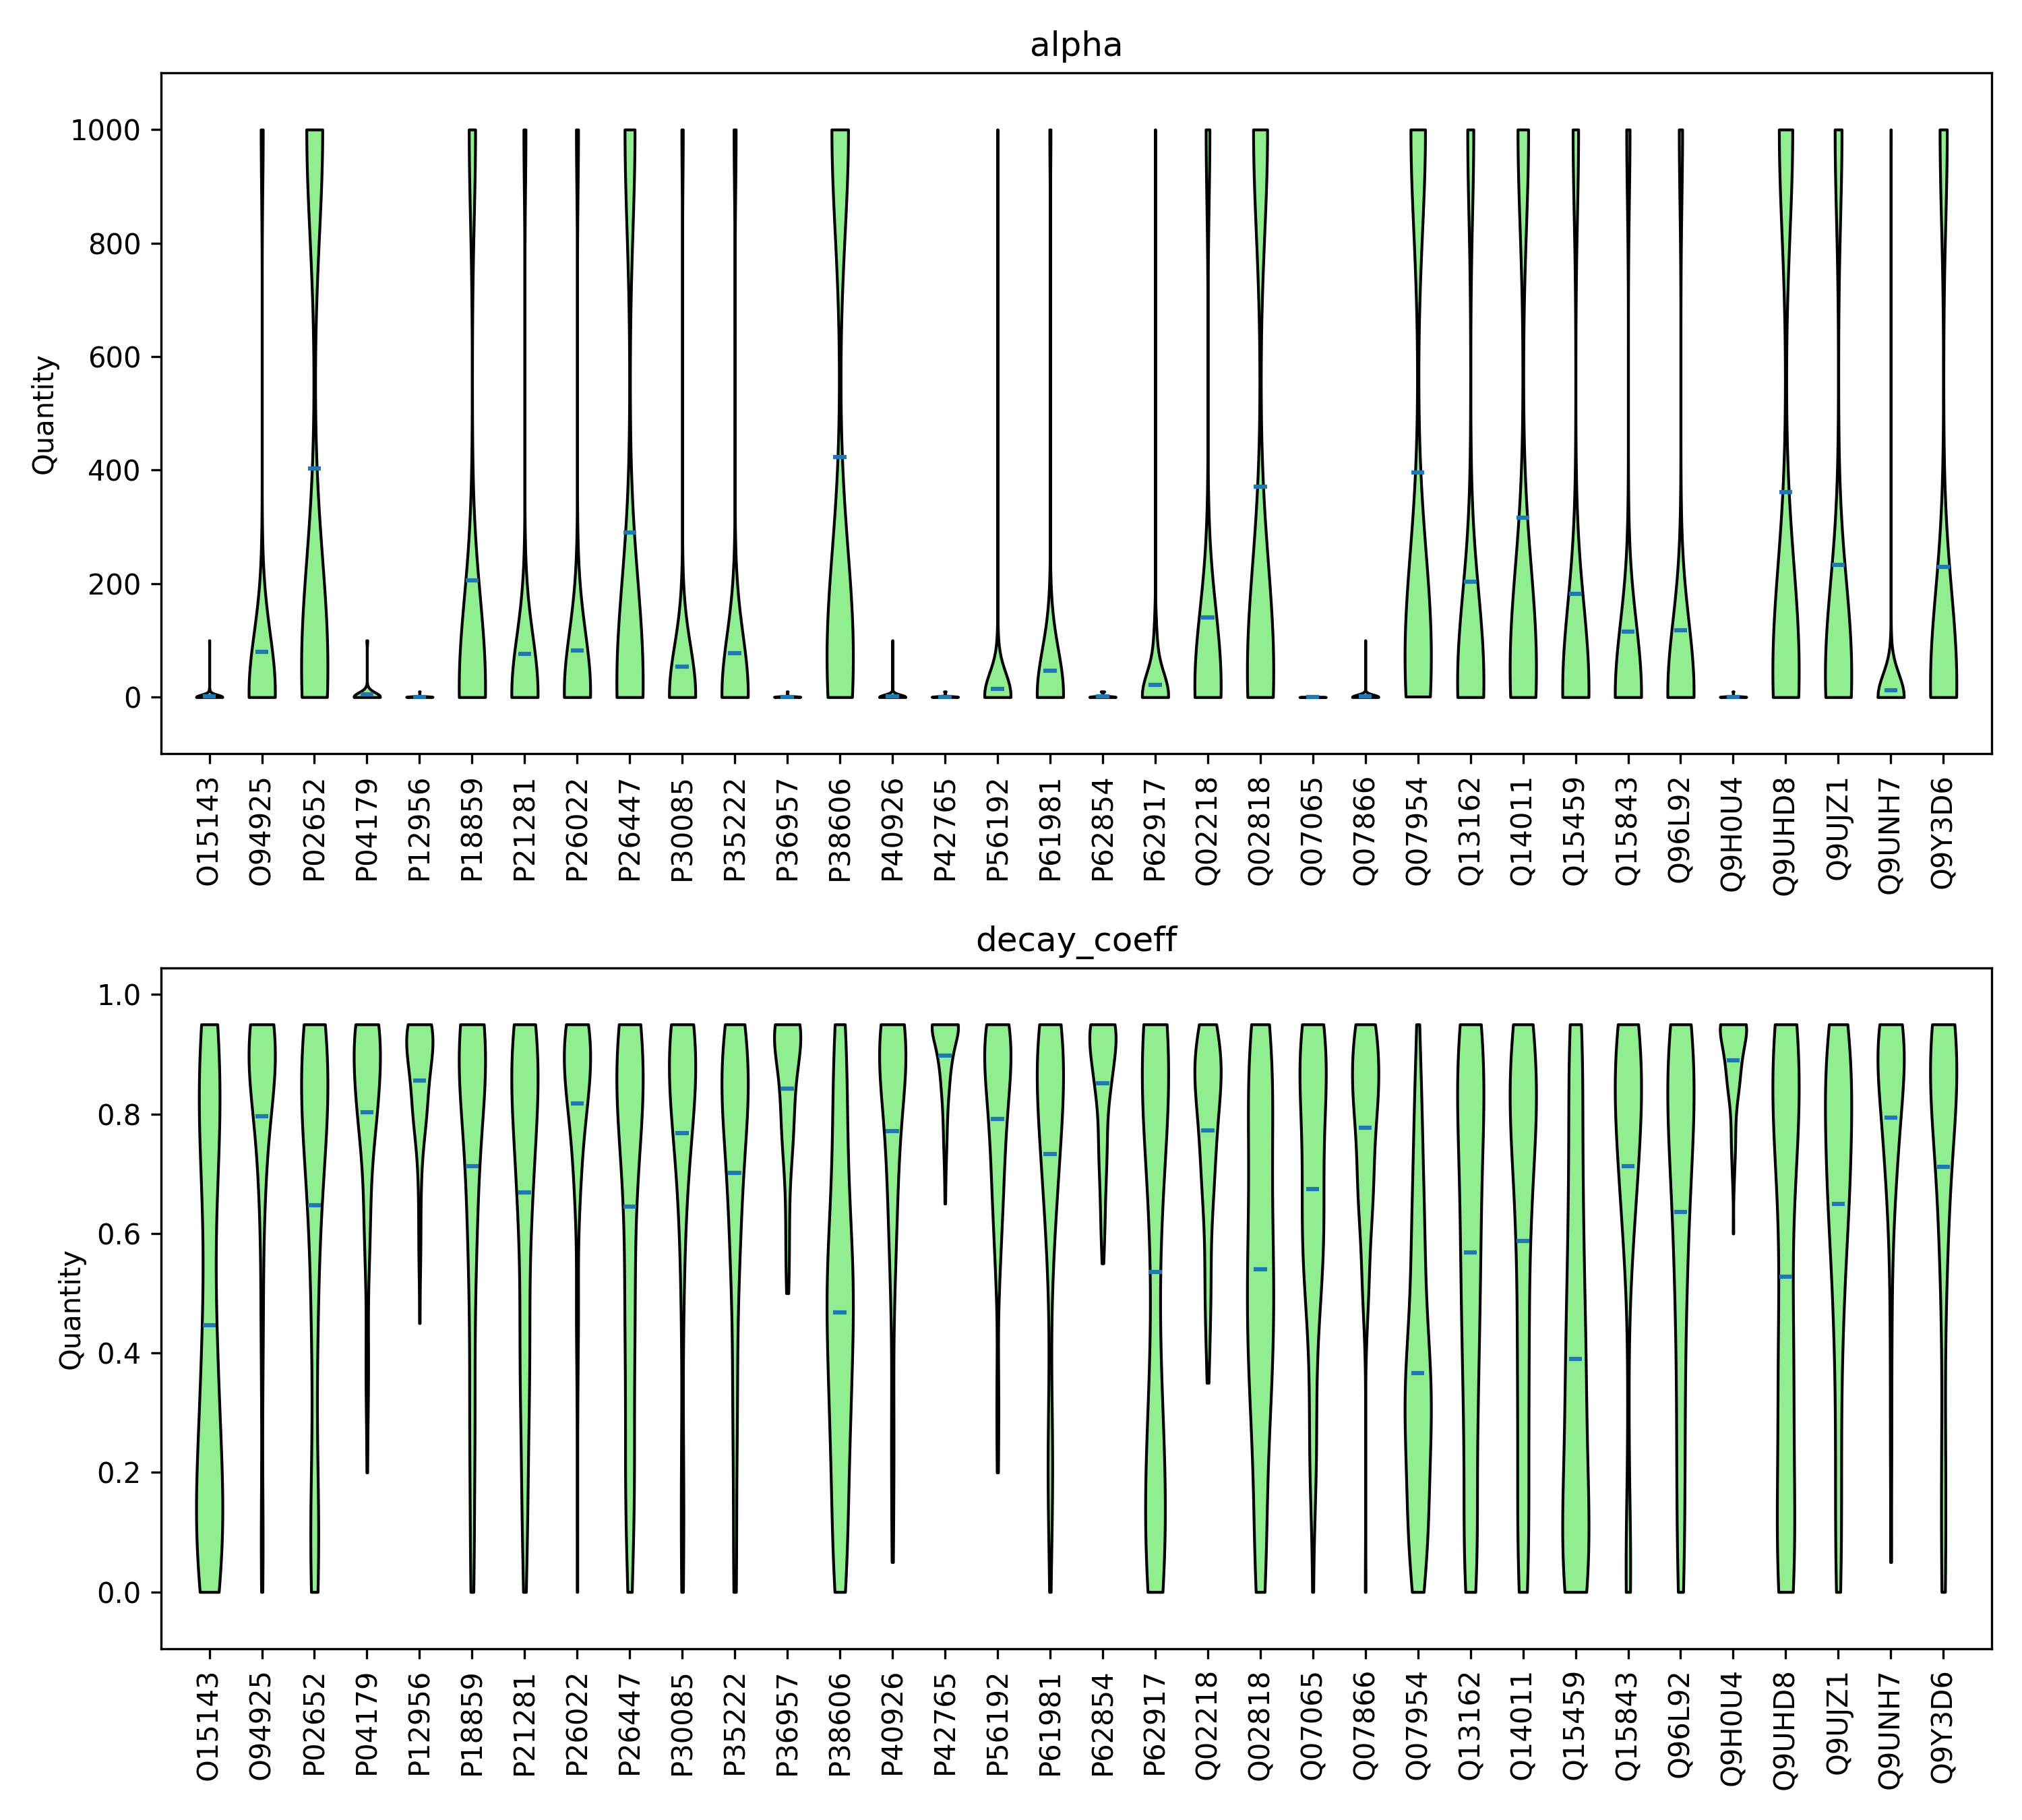 alpha
1000
800
600
400
200
0
Quantity
O15143 O94925 P02652 P04179 P12956 P18859 P21281 P26022 P26447 P30085 P35222 P36957 P38606 P40926 P42765 P56192 P61981 P62854 P62917 Q02218 Q02818 Q07065 Q07866 Q07954 Q13162 Q14011 Q15459 Q15843 Q96L92 Q9H0U4 Q9UHD8 Q9UJZ1 Q9UNH7 Q9Y3D6
decay_coeff
1.0
0.8
0.6
0.4
0.2
0.0
Quantity
O15143 O94925 P02652 P04179 P12956 P18859 P21281 P26022 P26447 P30085 P35222 P36957 P38606 P40926 P42765 P56192 P61981 P62854 P62917 Q02218 Q02818 Q07065 Q07866 Q07954 Q13162 Q14011 Q15459 Q15843 Q96L92 Q9H0U4 Q9UHD8 Q9UJZ1 Q9UNH7 Q9Y3D6